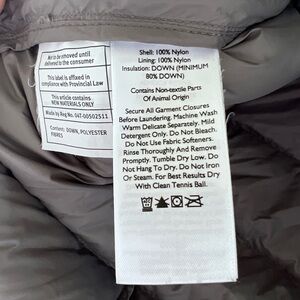 Not to be removed until
delivered to the consumer
This label is affixed in
compliance with Provincial Law
This article contains
NEW MATERIALS ONLY
Made by Reg No.
Content: DOWN, POLYESTER
FIBRES
Shell: 100% Nylon
Lining: 100% Nylon
Insulation: DOWN (MINIMUM
80% DOWN)
Contains Non-textile Parts
Of Animal Origin
Secure All Garment Closures
Before Laundering. Machine Wash
Warm Delicate Separately. Mild
Detergent Only. Do Not Bleach.
Do Not Use Fabric Softeners.
Rinse Thoroughly And Remove
Promptly. Tumble Dry Low. Do
Not Hang To Dry. Do Not Iron
Or Steam. For Best Results Dry
With Clean Tennis Ball.